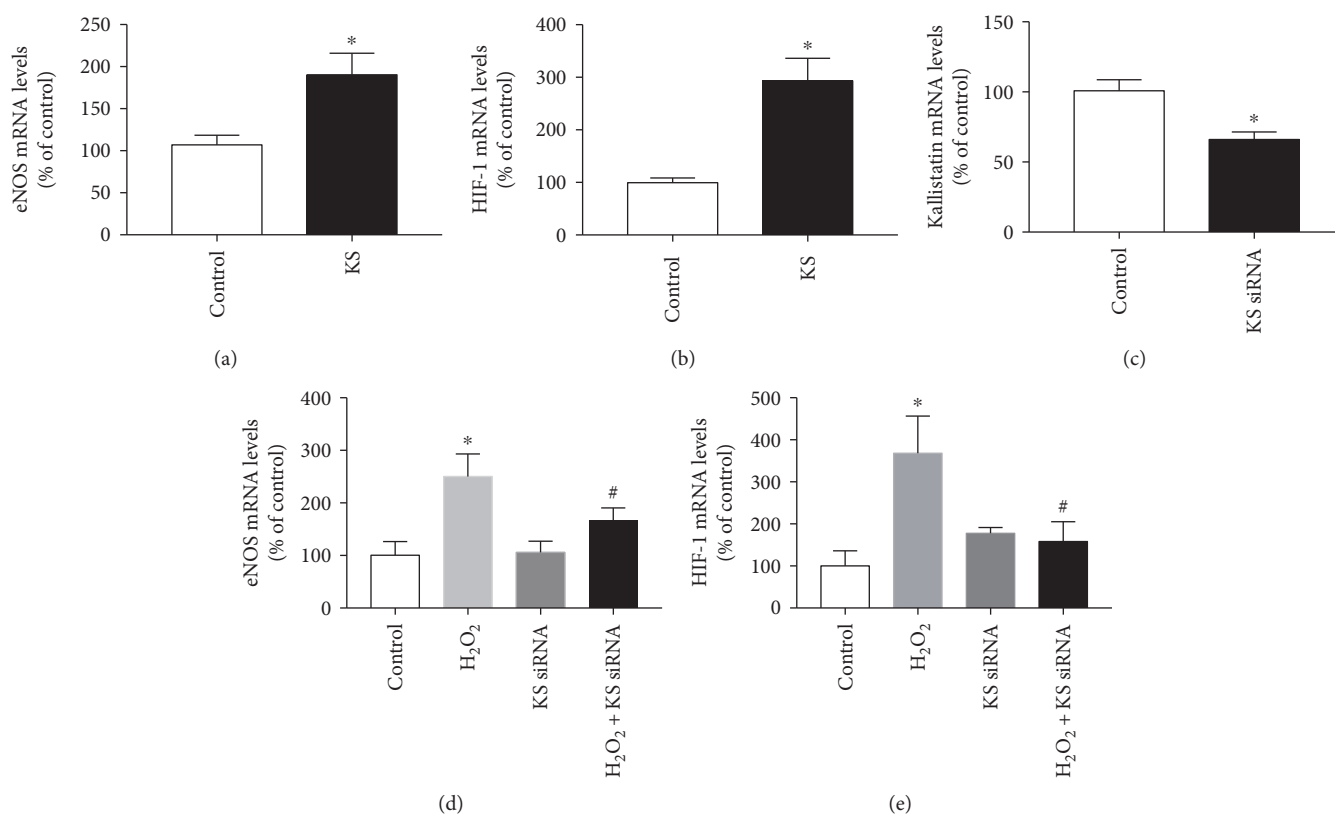 eNOS mRNA levels
(% of control)
250
200
150
100
50
0
*
Control
KS
(a)
HIF-1 mRNA levels
(% of control)
400
300
200
100
0
*
Control
KS
(b)
Kallistatin mRNA levels
(% of control)
150
100
50
0
*
Control
KS siRNA
(c)
eNOS mRNA levels
(% of control)
400
300
200
100
0
*
#
Control
H₂O₂
KS siRNA
H₂O₂ + KS siRNA
(d)
HIF-1 mRNA levels
(% of control)
500
400
300
200
100
0
*
#
Control
H₂O₂
KS siRNA
H₂O₂ + KS siRNA
(e)